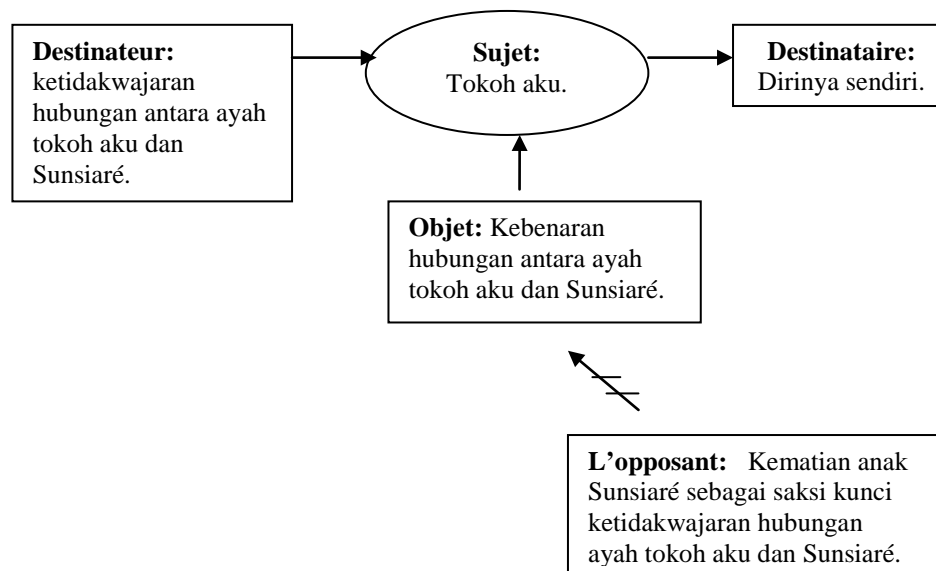 Destinateur:
ketidakwajaran
hubungan antara ayah
tokoh aku dan
Sunsiaré.
Sujet:
Tokoh aku.
Destinataire:
Dirinya sendiri.
Objet: Kebenaran
hubungan antara ayah
tokoh aku dan Sunsiaré.
L’opposant: Kematian anak
Sunsiaré sebagai saksi kunci
ketidakwajaran hubungan
ayah tokoh aku dan Sunsiaré.